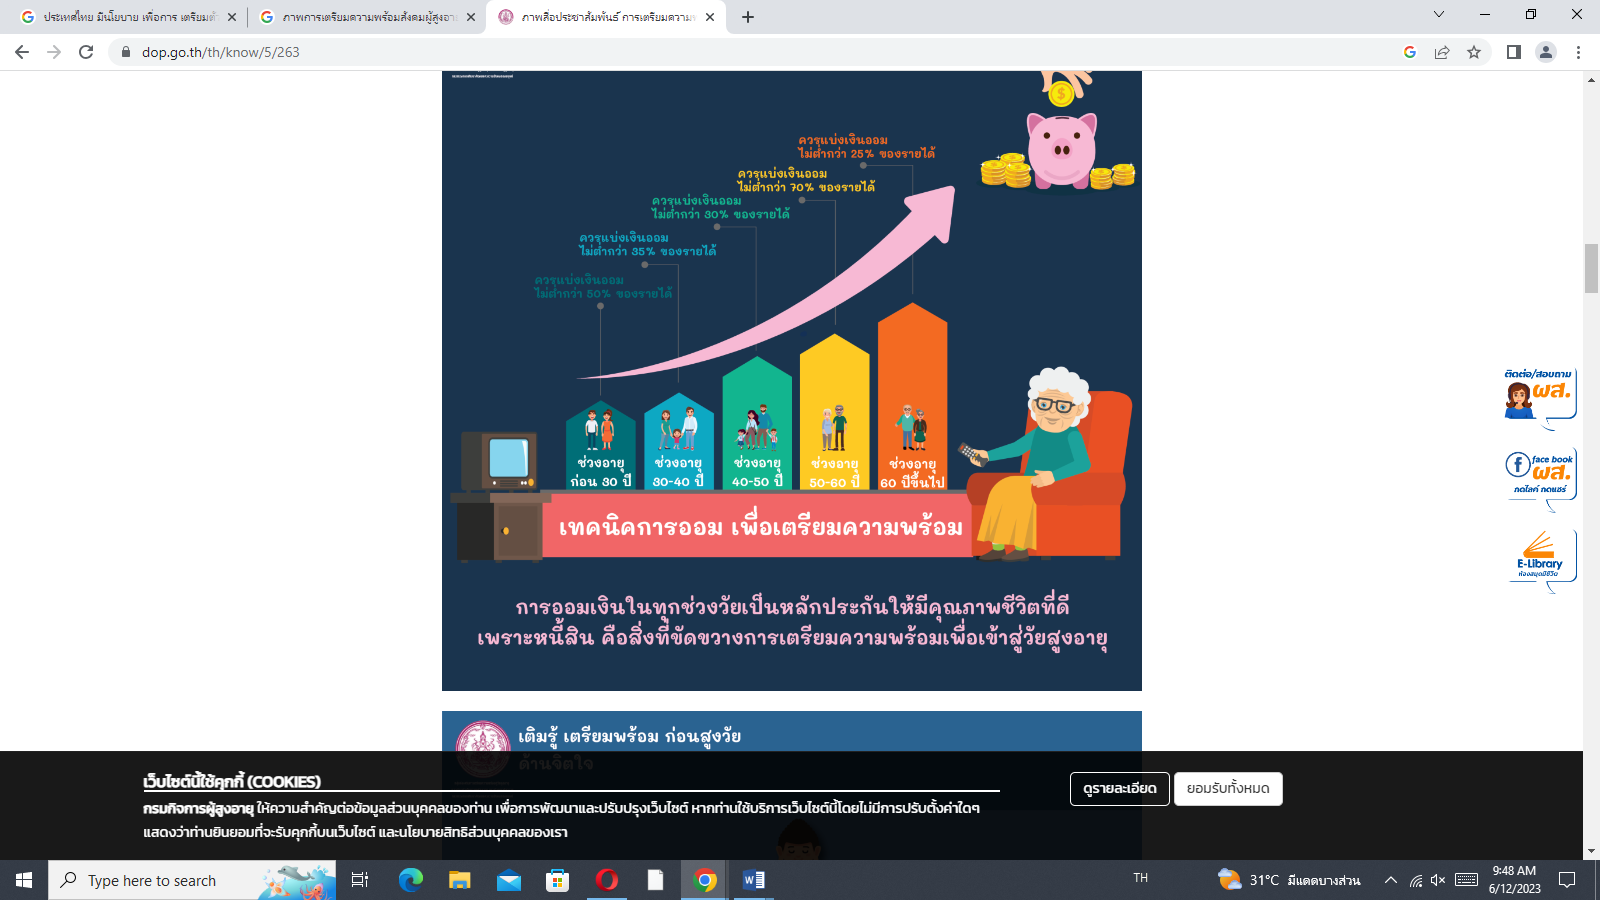 ประเทศไทย มีนโยบาย เพื่อการ เตรียมตัว
ภาพการเตรียมความพร้อมสังคมผู้สูงอายุ
ภาพสื่อประชาสัมพันธ์ การเตรียมความพ
dop.go.th/th/know/5/263
ควรแบ่งเงินออม
ไม่ต่ำกว่า 25% ของรายได้
ควรแบ่งเงินออม
ไม่ต่ำกว่า 70% ของรายได้
ควรแบ่งเงินออม
ไม่ต่ำกว่า 30% ของรายได้
ควรแบ่งเงินออม
ไม่ต่ำกว่า 35% ของรายได้
ควรแบ่งเงินออม
ไม่ต่ำกว่า 50% ของรายได้
ช่วงอายุ
ก่อน 30 ปี
ช่วงอายุ
30-40 ปี
ช่วงอายุ
40-50 ปี
ช่วงอายุ
50-60 ปี
ช่วงอายุ
60 ปีขึ้นไป
เทคนิคการออม เพื่อเตรียมความพร้อม
การออมเงินในทุกช่วงวัยเป็นหลักประกันให้มีคุณภาพชีวิตที่ดี
เพราะหนี้สิน คือสิ่งที่ขัดขวางการเตรียมความพร้อมเพื่อเข้าสู่วัยสูงอายุ
ติดต่อ/สอบถาม
ผส.
face book
ผส.
กดไลค์ กดแชร์
E-Library
ห้องสมุดมีชีวิต
เติมรู้ เตรียมพร้อม ก่อนสูงวัย
ด้านจิตใจ
เว็บไซต์นี้ใช้คุกกี้ (COOKIES)
กรมกิจการผู้สูงอายุ ให้ความสำคัญต่อข้อมูลส่วนบุคคลของท่าน เพื่อการพัฒนาและปรับปรุงเว็บไซต์ หากท่านใช้บริการเว็บไซต์นี้โดยไม่มีการปรับตั้งค่าใดๆ
แสดงว่าท่านยินยอมที่จะรับคุกกี้บนเว็บไซต์ และนโยบายสิทธิส่วนบุคคลของเรา
ดูรายละเอียด
ยอมรับทั้งหมด
Type here to search
TH
31°C มีแดดบางส่วน
9:48 AM
6/12/2023